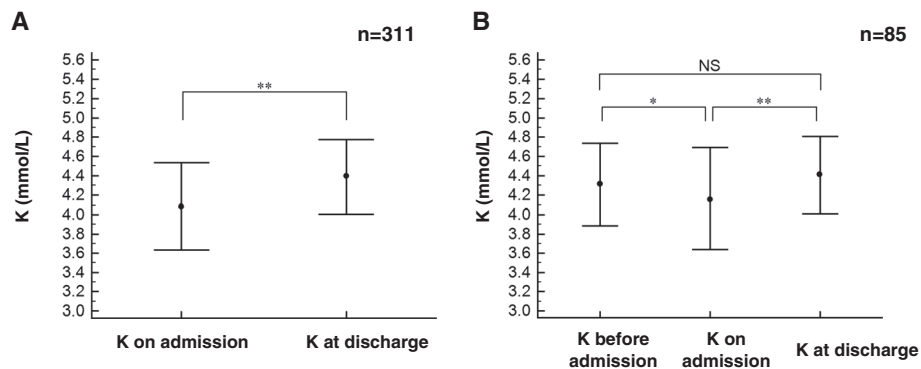 A
n=311
K (mmol/L)
5.6
5.4
5.2
5.0
4.8
4.6
4.4
4.2
4.0
3.8
3.6
3.4
3.2
3.0
**
K on admission
K at discharge
B
n=85
K (mmol/L)
5.6
5.4
5.2
5.0
4.8
4.6
4.4
4.2
4.0
3.8
3.6
3.4
3.2
3.0
NS
*
**
K before
admission
K on
admission
K at discharge